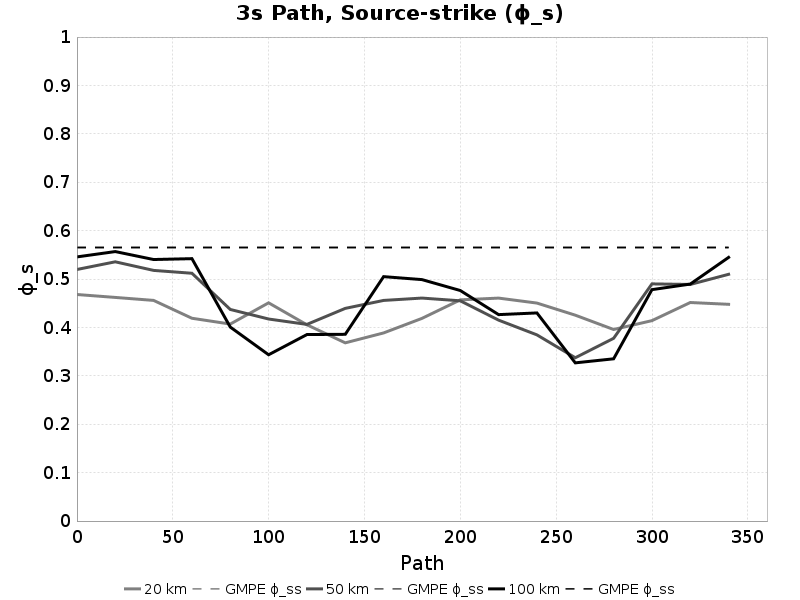 3s Path, Source-strike (ϕ_s)
1
0.9
0.8
0.7
0.6
0.5
0.4
0.3
0.2
0.1
0
ϕ_s
0 50 100 150 200 250 300 350
Path
20 km GMPE ϕ_ss 50 km GMPE ϕ_ss 100 km GMPE ϕ_ss